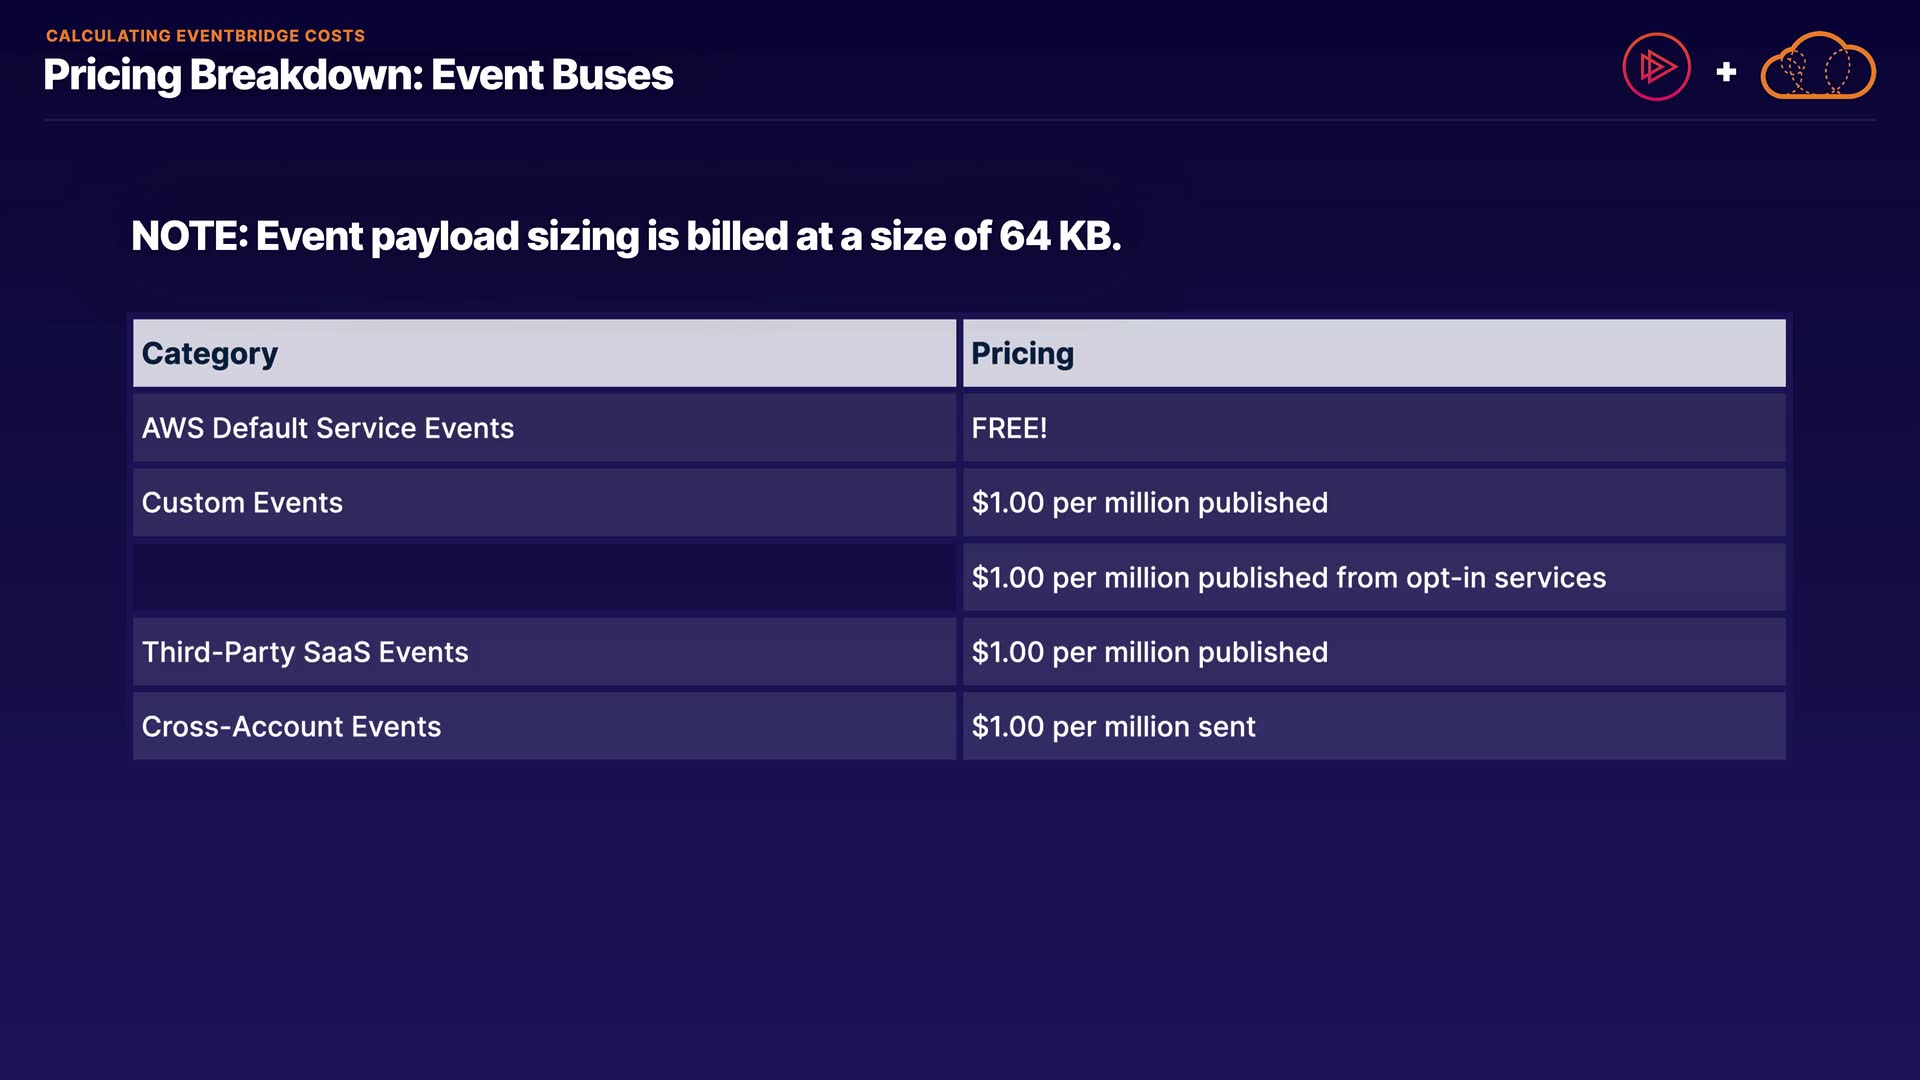 CALCULATING EVENTBRIDGE COSTS
Pricing Breakdown: Event Buses
+
NOTE: Event payload sizing is billed at a size of 64 KB.
Category Pricing
AWS Default Service Events FREE!
Custom Events $1.00 per million published
$1.00 per million published from opt-in services
Third-Party SaaS Events $1.00 per million published
Cross-Account Events $1.00 per million sent